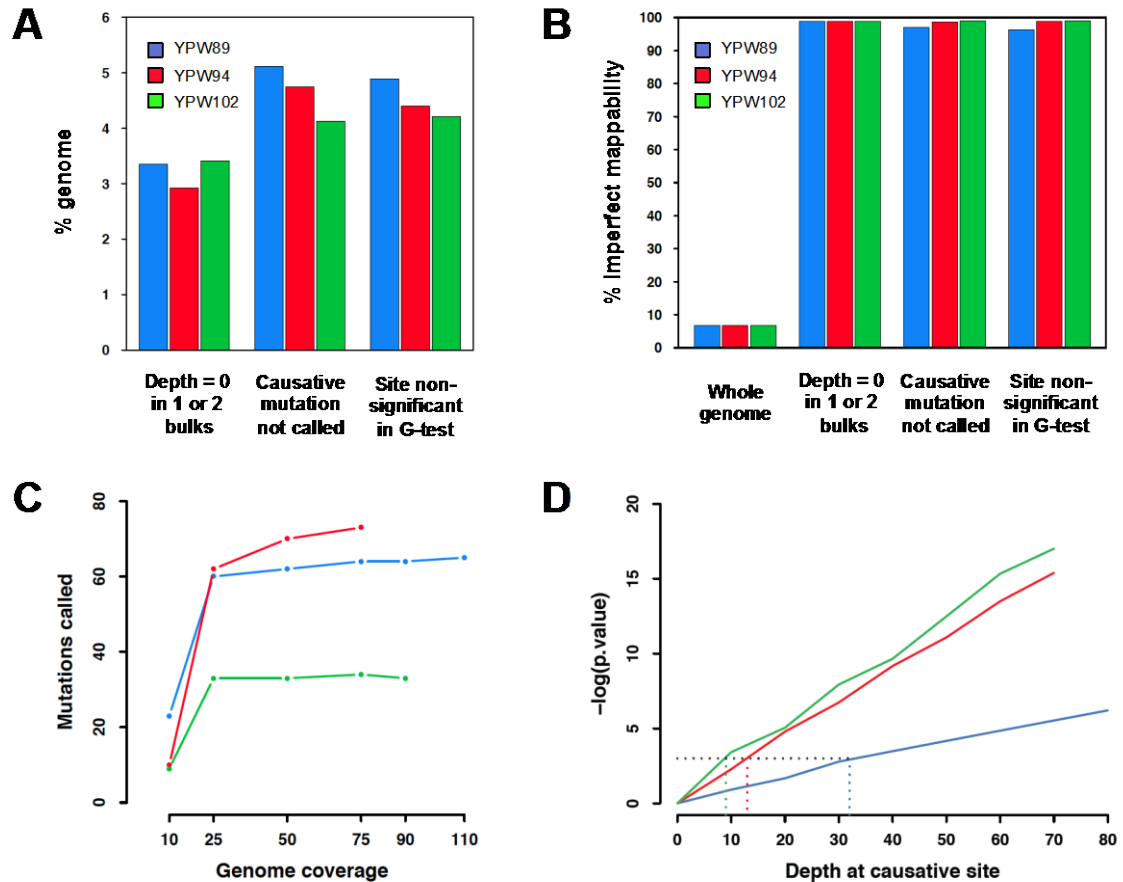 A
% genome
6
5
4
3
2
1
0
YPW89
YPW94
YPW102
Depth = 0
in 1 or 2
bulks
Causative
mutation
not called
Site non-
significant
in G-test
B
% Imperfect mappability
100
90
80
70
60
50
40
30
20
10
0
YPW89
YPW94
YPW102
Whole
genome
Depth = 0
in 1 or 2
bulks
Causative
mutation
not called
Site non-
significant
in G-test
C
Mutations called
80
60
40
20
0
10 25 50 75 90 110
Genome coverage
D
−log(p.value)
20
15
10
5
0
0 10 20 30 40 50 60 70 80
Depth at causative site